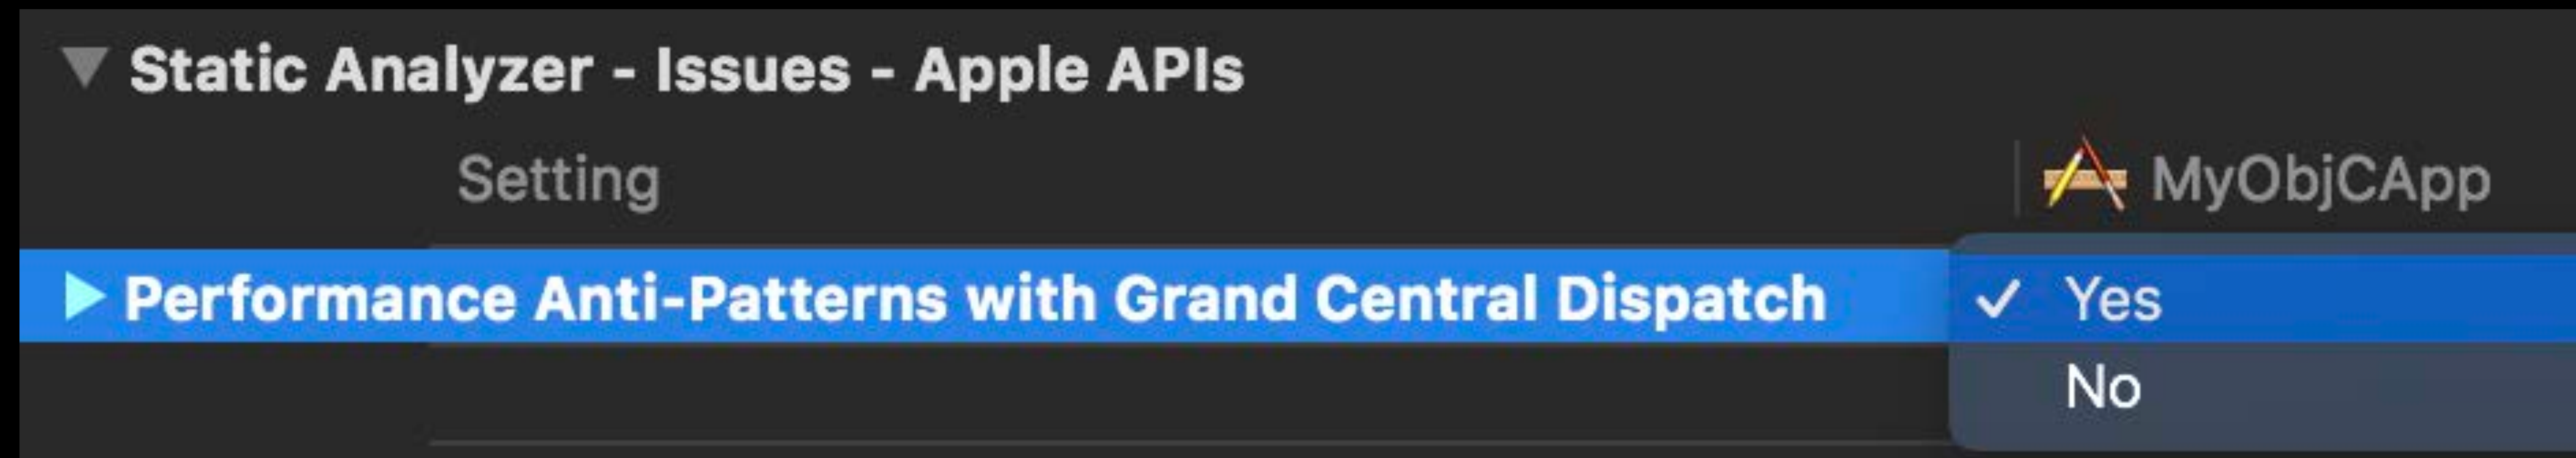 Static Analyzer - Issues - Apple APIs
Setting MyObjCApp
Performance Anti-Patterns with Grand Central Dispatch ✓ Yes
No